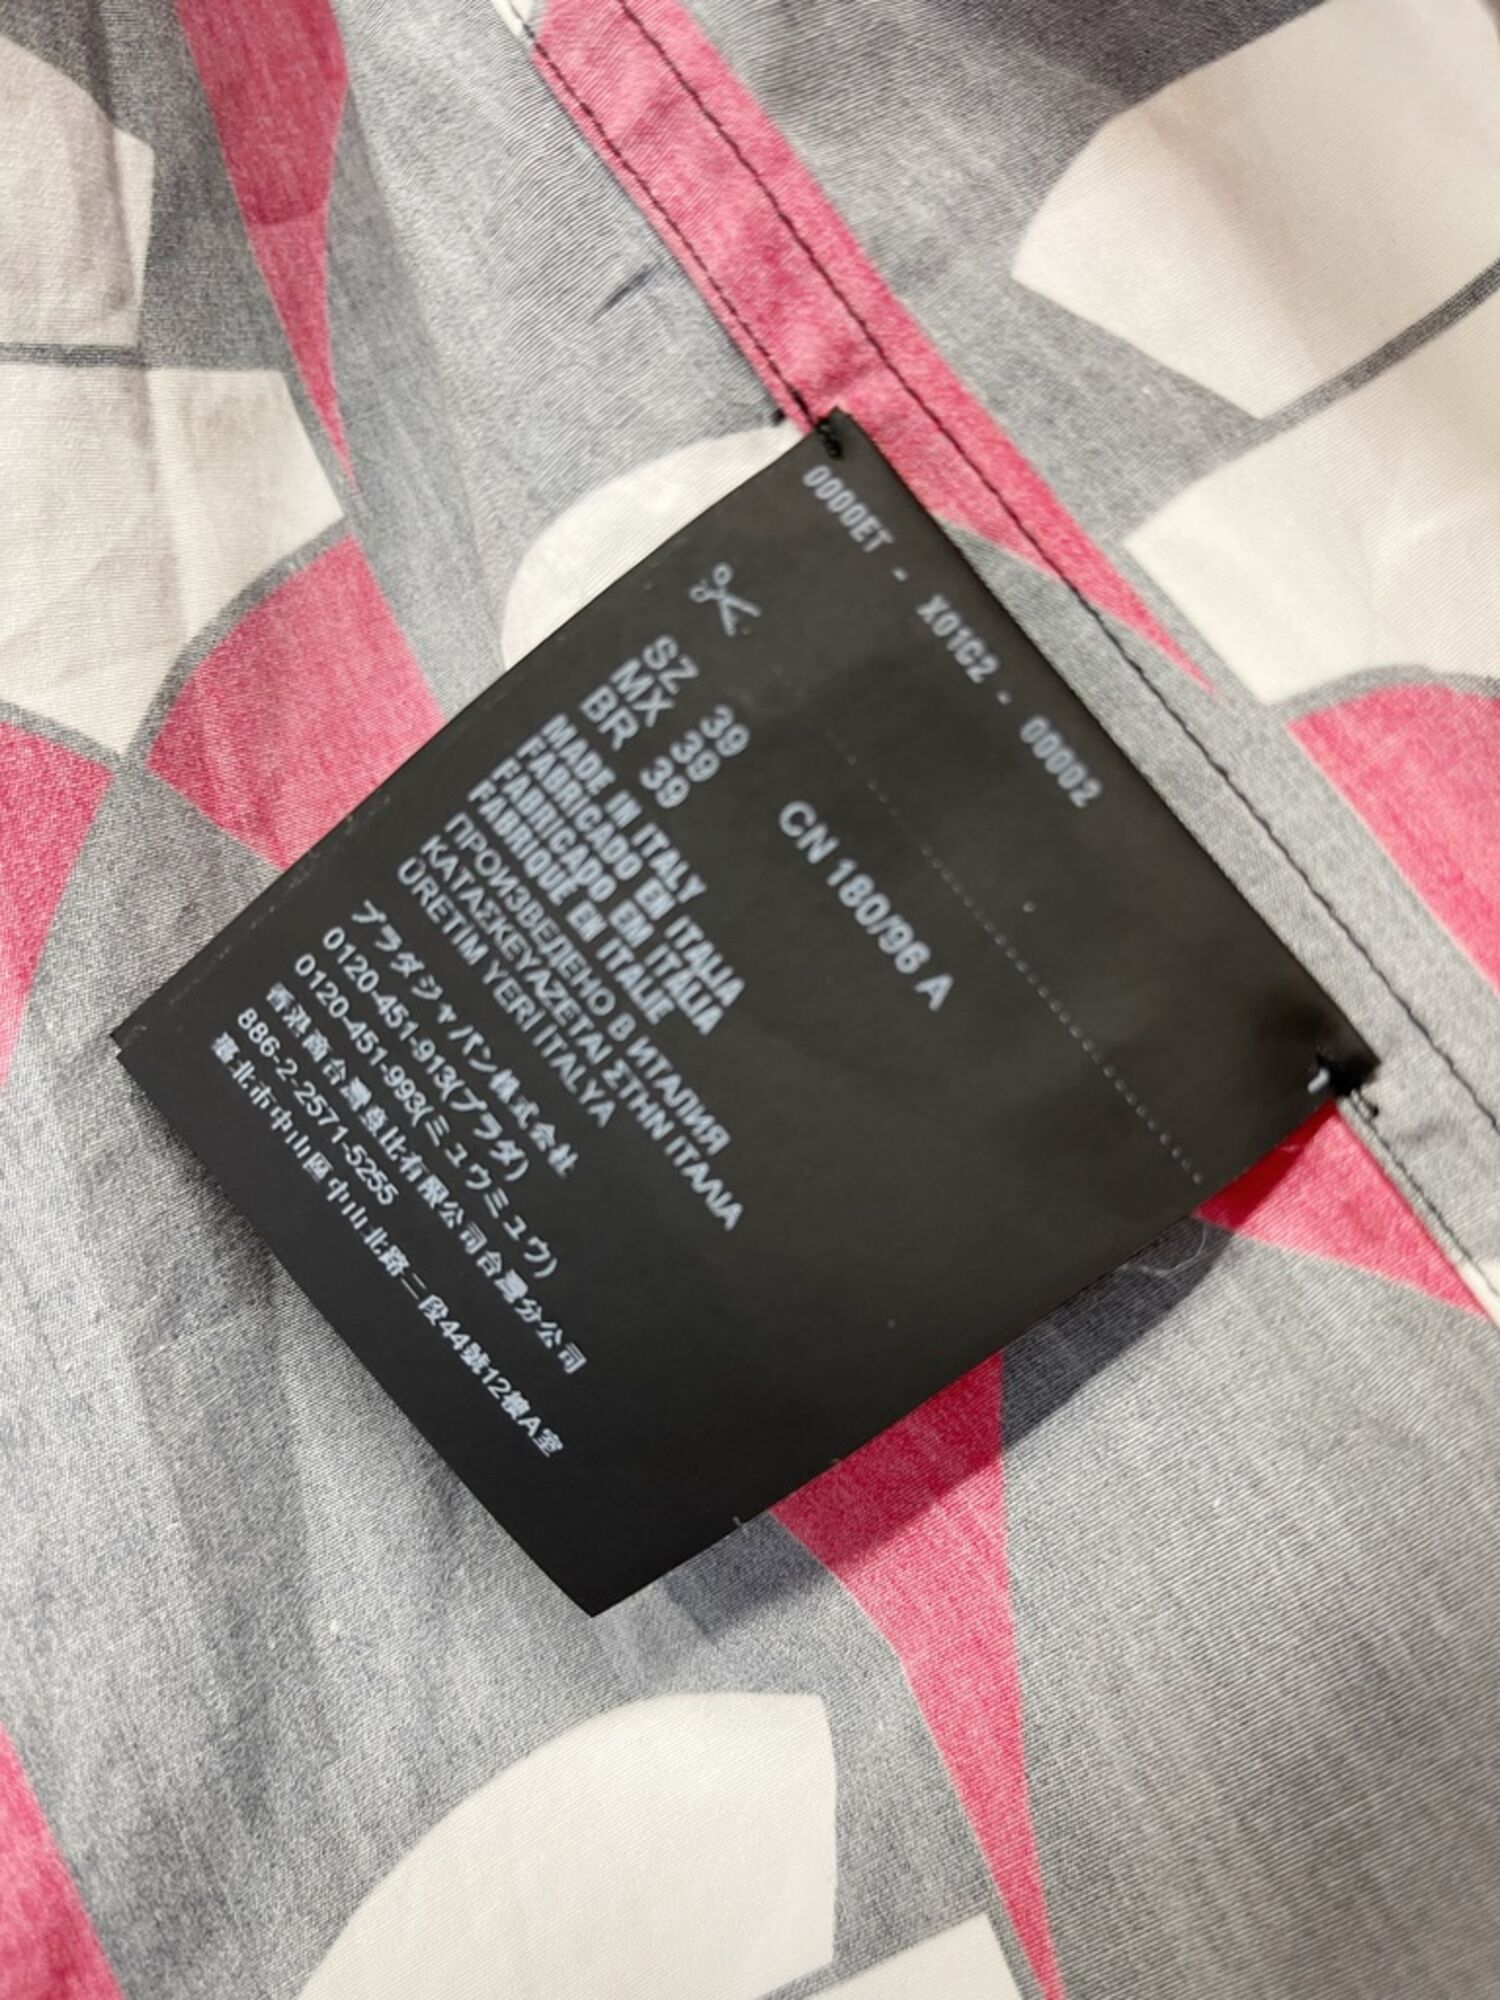 0000ET - X01C2 - 00002
SZ 39 CN 180/96 A
MX 39
BR 39
MADE IN ITALY
FABRICADO EN ITALIA
FABRICADO EM ITALIA
FABRIQUÉ EN ITALIE
ПРОИЗВЕДЕНО В ИТАЛИЯ
ΚΑΤΑΣΚΕΥΑΖΕΤΑΙ ΣΤΗΝ ΙΤΑΛΙΑ
ÜRETIM YERI ITALYA
プラダジャパン株式会社
0120-451-913(プラダ)
0120-451-993(ミュウミュウ)
香港商台灣普比有限公司台灣分公司
886-2-2571-5255
臺北市中山區中山北路二段44號12樓A室